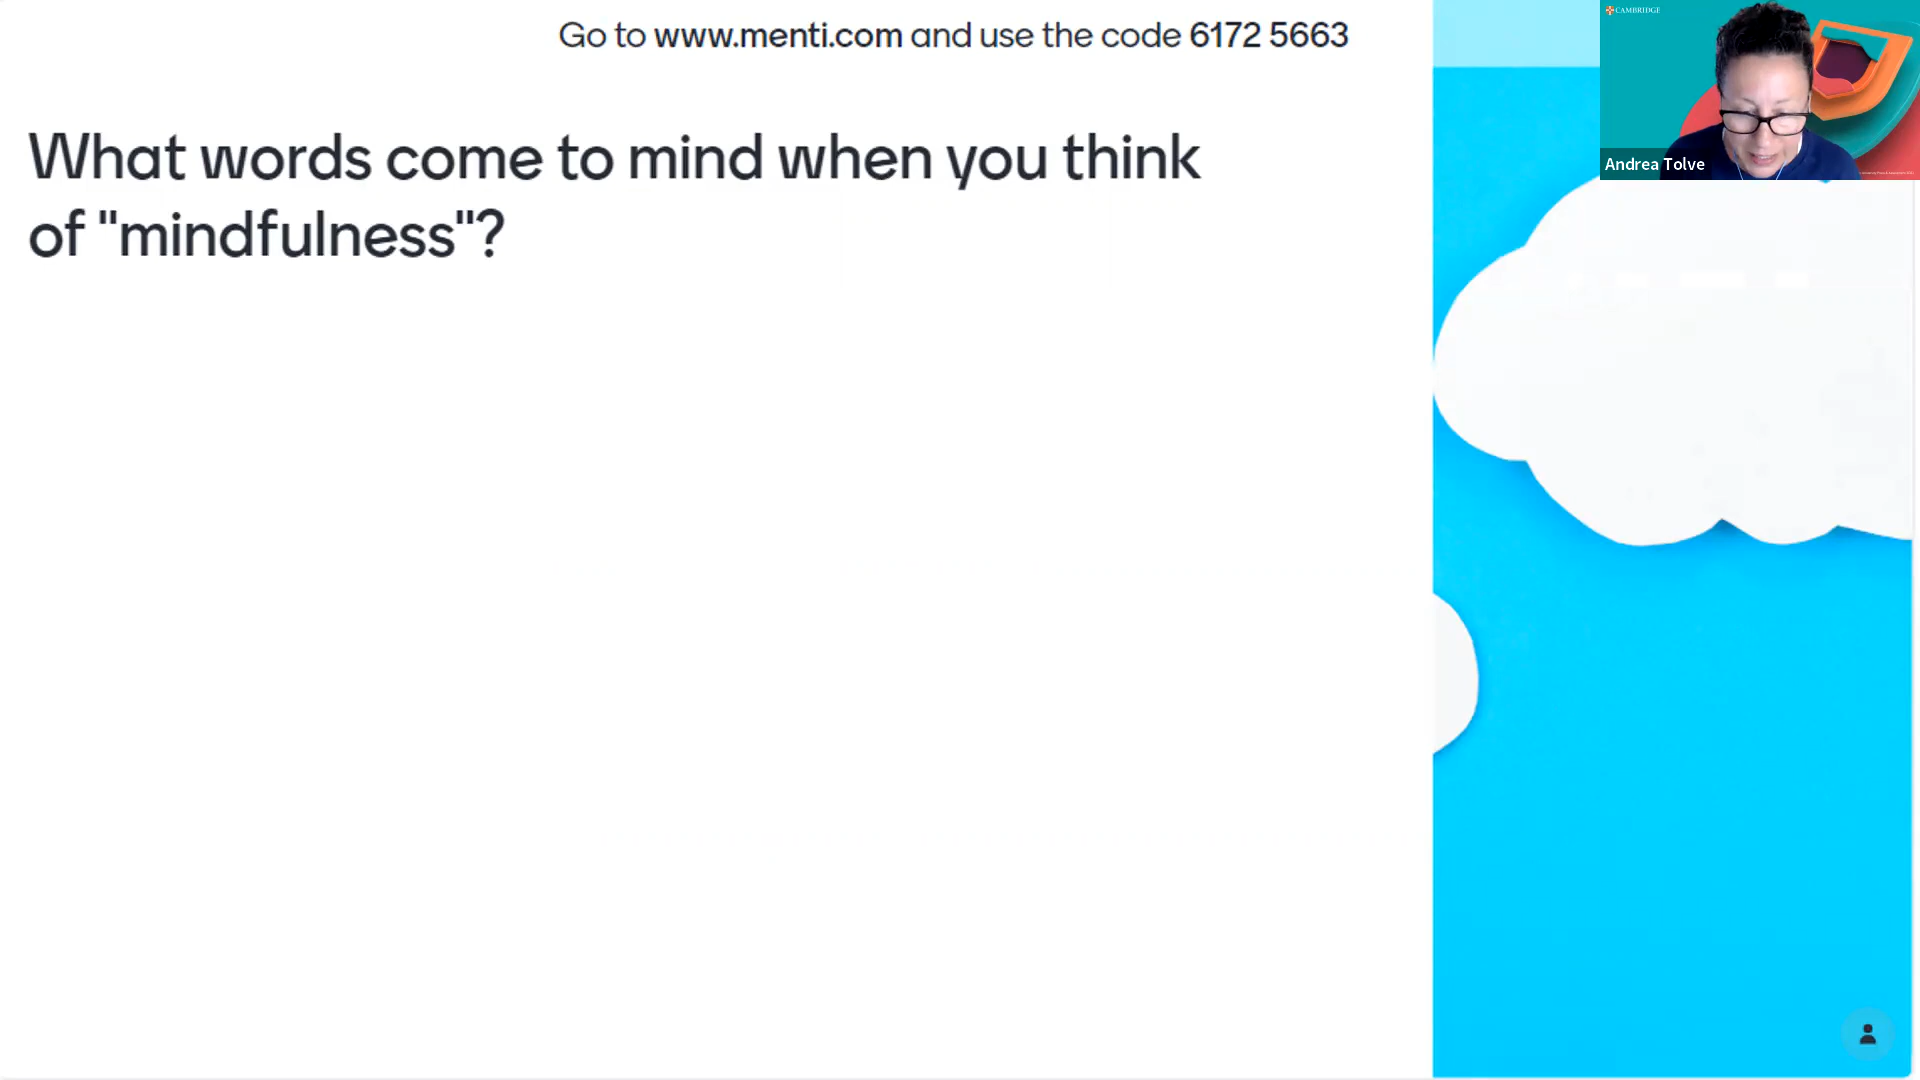 Go to www.menti.com and use the code 6172 5663
CAMBRIDGE
What words come to mind when you think
of "mindfulness"?
Andrea Tolve